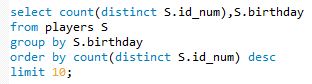 select count(distinct S.id_num),S.birthday
from players S
group by S.birthday
order by count(distinct S.id_num) desc
limit 10;